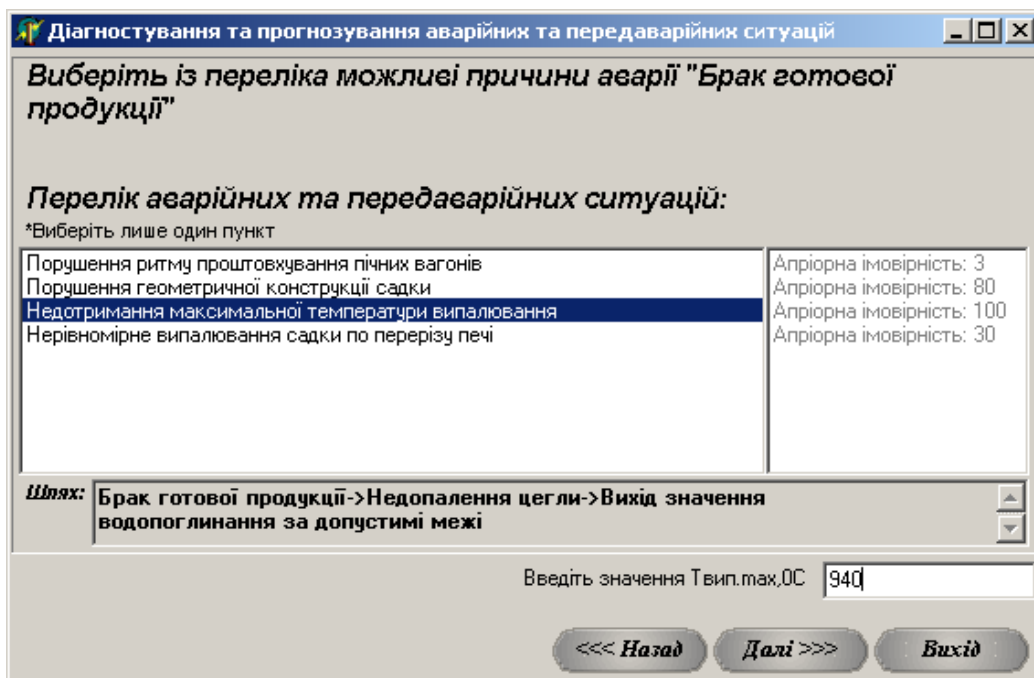 Діагностування та прогнозування аварійних та передаварійних ситуацій
Виберіть із переліка можливі причини аварії "Брак готової
продукції"
Перелік аварійних та передаварійних ситуацій:
*Виберіть лише один пункт
Порушення ритму проштовхування пічних вагонів
Апріорна імовірність: 3
Порушення геометричної конструкції садки
Апріорна імовірність: 80
Недотримання максимальної температури випалювання
Апріорна імовірність: 100
Нерівномірне випалювання садки по перерізу печі
Апріорна імовірність: 30
Шлях:
Брак готової продукції->Недопалення цегли->Вихід значення
водопоглинання за допустимі межі
Введіть значення Твип.max,0С
940
<<< Назад
Далі >>>
Вихід